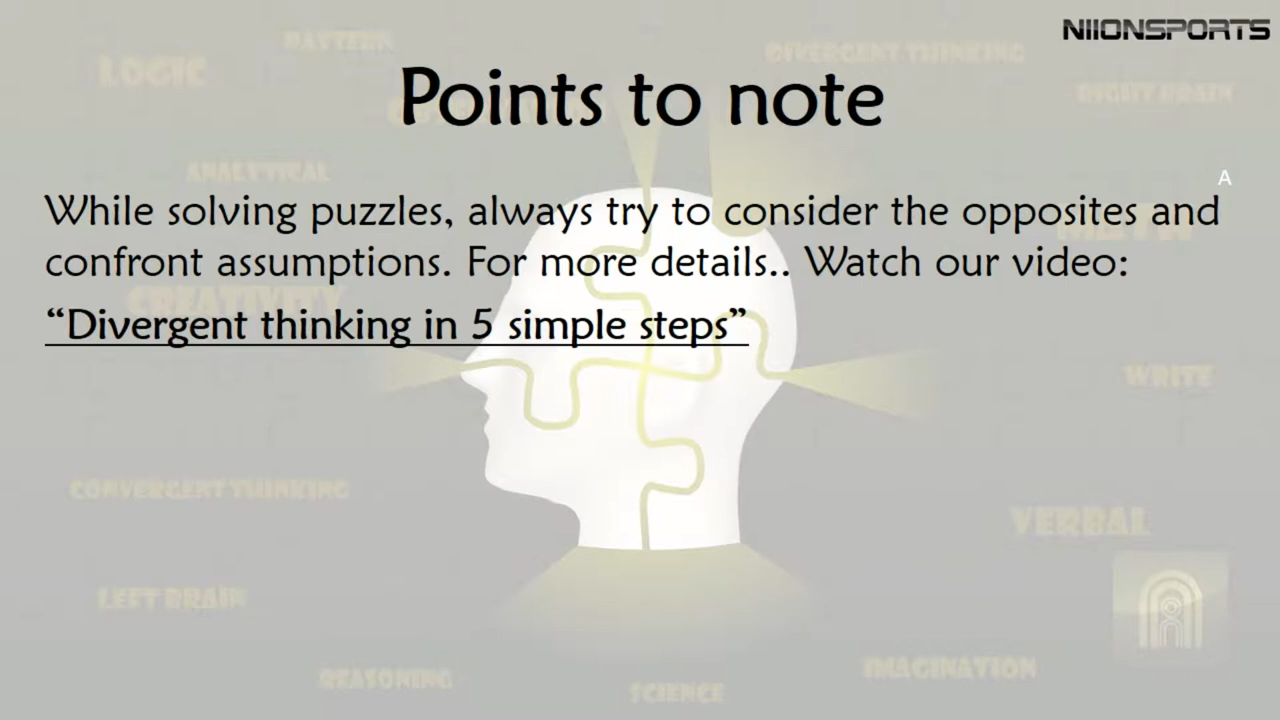 NIIONSPORTS
PATTERN
LOGIC
DIVERGENT THINKING
RIGHT BRAIN
Points to note
ANALYTICAL
A
While solving puzzles, always try to consider the opposites and
confront assumptions. For more details.. Watch our video:
CREATIVITY
“Divergent thinking in 5 simple steps”
WRITE
CONVERGENT THINKING
VERBAL
LEFT BRAIN
REASONING
IMAGINATION
SCIENCE